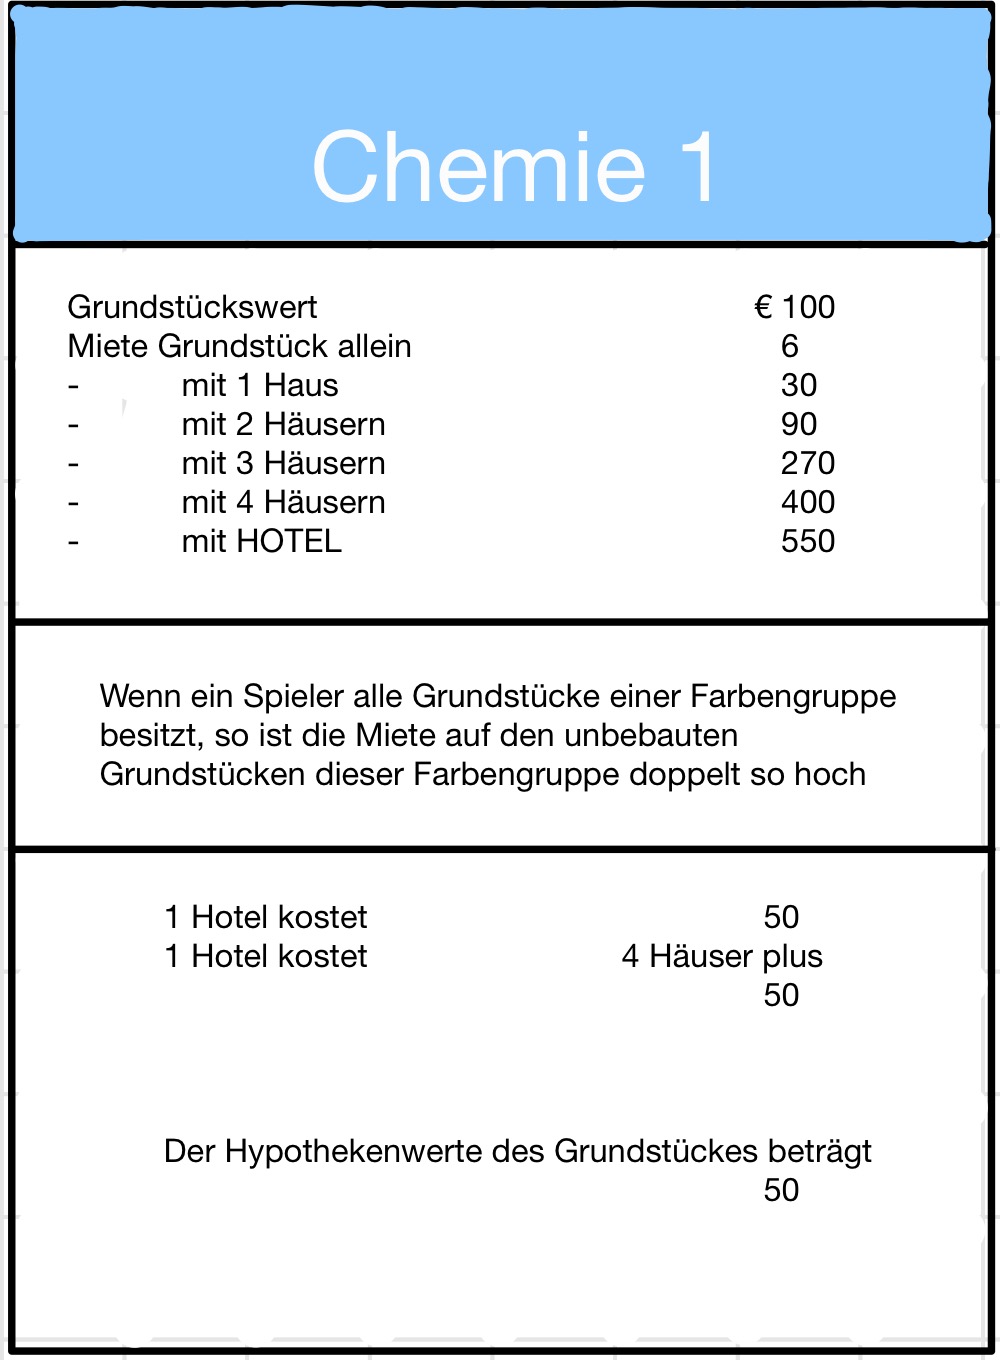 Chemie 1
Grundstückswert € 100
Miete Grundstück allein 6
- mit 1 Haus 30
- mit 2 Häusern 90
- mit 3 Häusern 270
- mit 4 Häusern 400
- mit HOTEL 550
Wenn ein Spieler alle Grundstücke einer Farbengruppe
besitzt, so ist die Miete auf den unbebauten
Grundstücken dieser Farbengruppe doppelt so hoch
1 Hotel kostet 50
1 Hotel kostet 4 Häuser plus
50
Der Hypothekenwerte des Grundstückes beträgt
50